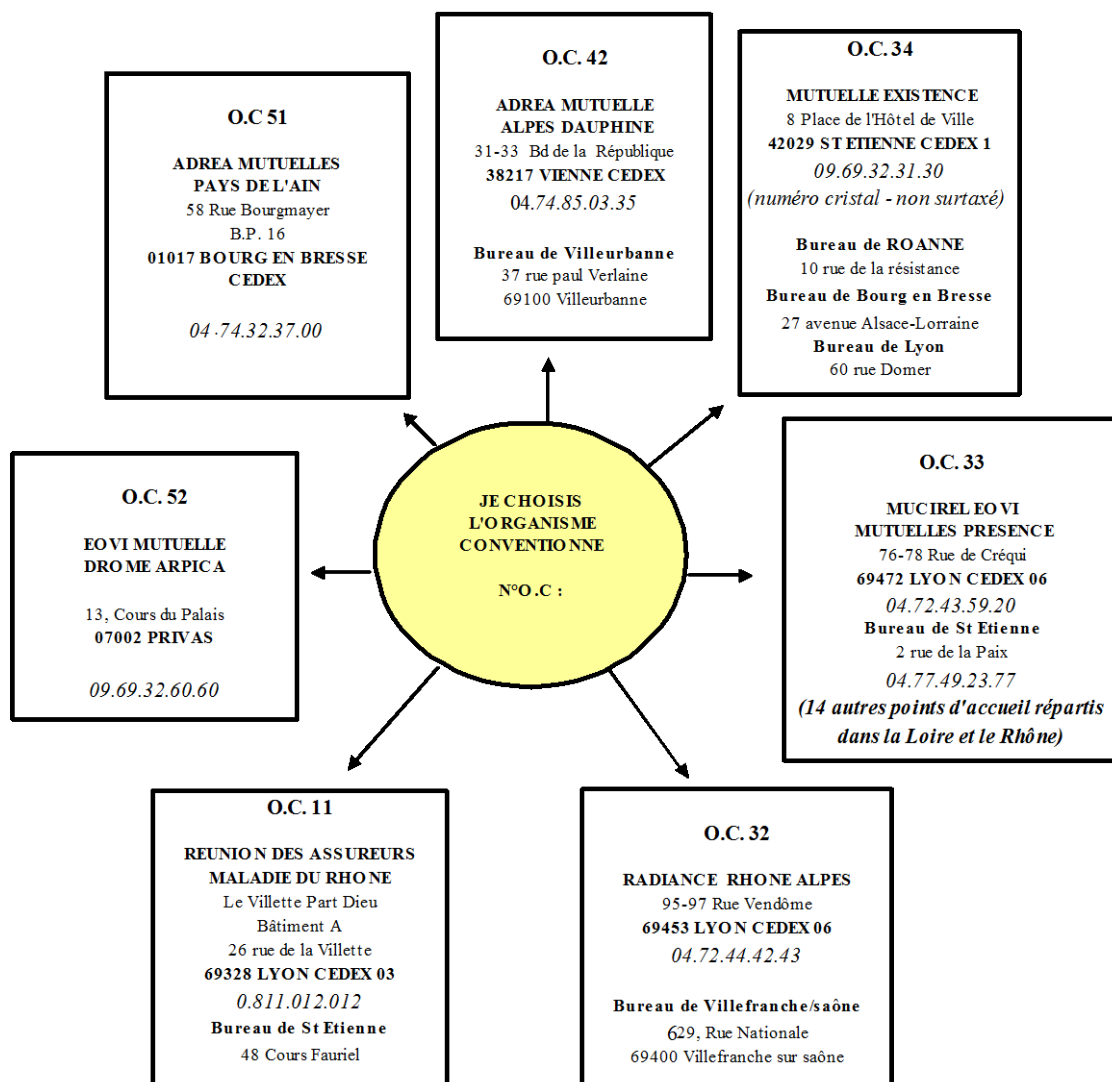 O.C 51
ADREA MUTUELLES
PAYS DE L'AIN
58 Rue Bourgmayer
B.P. 16
01017 BOURG EN BRESSE
CEDEX
04.74.32.37.00
O.C. 42
ADREA MUTUELLE
ALPES DAUPHINE
31-33 Bd de la République
38217 VIENNE CEDEX
04.74.85.03.35
Bureau de Villeurbanne
37 rue paul Verlaine
69100 Villeurbanne
O.C. 34
MUTUELLE EXISTENCE
8 Place de l'Hôtel de Ville
42029 ST ETIENNE CEDEX 1
09.69.32.31.30
(numéro cristal - non surtaxé)
Bureau de ROANNE
10 rue de la résistance
Bureau de Bourg en Bresse
27 avenue Alsace-Lorraine
Bureau de Lyon
60 rue Domer
O.C. 52
EOVI MUTUELLE
DROME ARPICA
13, Cours du Palais
07002 PRIVAS
09.69.32.60.60
JE CHOISIS
L'ORGANISME
CONVENTIONNE
N°O.C :
O.C. 33
MUCIREL EOVI
MUTUELLES PRESENCE
76-78 Rue de Créqui
69472 LYON CEDEX 06
04.72.43.59.20
Bureau de St Etienne
2 rue de la Paix
04.77.49.23.77
(14 autres points d'accueil répartis
dans la Loire et le Rhône)
O.C. 11
REUNION DES ASSUREURS
MALADIE DU RHONE
Le Villette Part Dieu
Bâtiment A
26 rue de la Villette
69328 LYON CEDEX 03
0.811.012.012
Bureau de St Etienne
48 Cours Fauriel
O.C. 32
RADIANCE RHONE ALPES
95-97 Rue Vendôme
69453 LYON CEDEX 06
04.72.44.42.43
Bureau de Villefranche/saône
629, Rue Nationale
69400 Villefranche sur saône